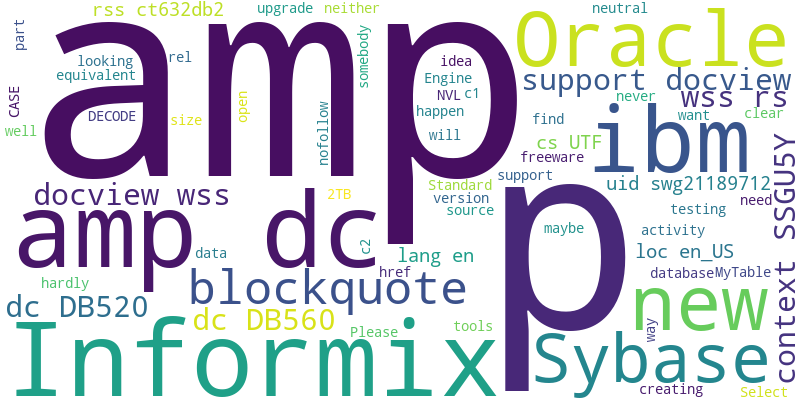 rss ct632db2
upgrade
neither
neutral
part
looking
rel
equivalent
somebody
idea
Engine
NVL
c1
happen
will
amp
Oracle
support docview
wss rs
never
want
clear
CASE
DECODE
size
open
nofollow
well
find
cs UTF
freeware
ibm
support
uid swg21189712
docview wss
2TB
Standard
version
source
need
SSGU5Y
testing
amp dc
p
maybe
activity
data
c2
lang en
loc en_US
hardly
blockquote
href
database
MyTable
dc DB520
dc DB560
Please
tools
new
context
way
Informix
Sybase
creating
Select